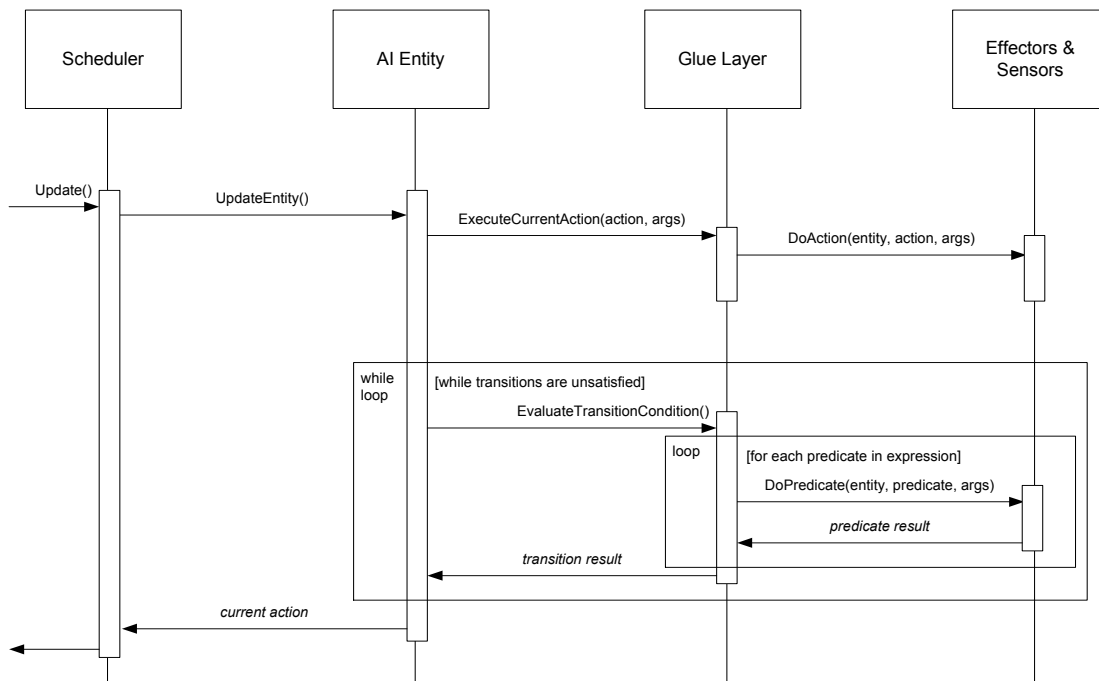 Scheduler
AI Entity
Glue Layer
Effectors &
Sensors
Update()
UpdateEntity()
ExecuteCurrentAction(action, args)
DoAction(entity, action, args)
while
loop
[while transitions are unsatisfied]
EvaluateTransitionCondition()
loop
[for each predicate in expression]
DoPredicate(entity, predicate, args)
predicate result
transition result
current action